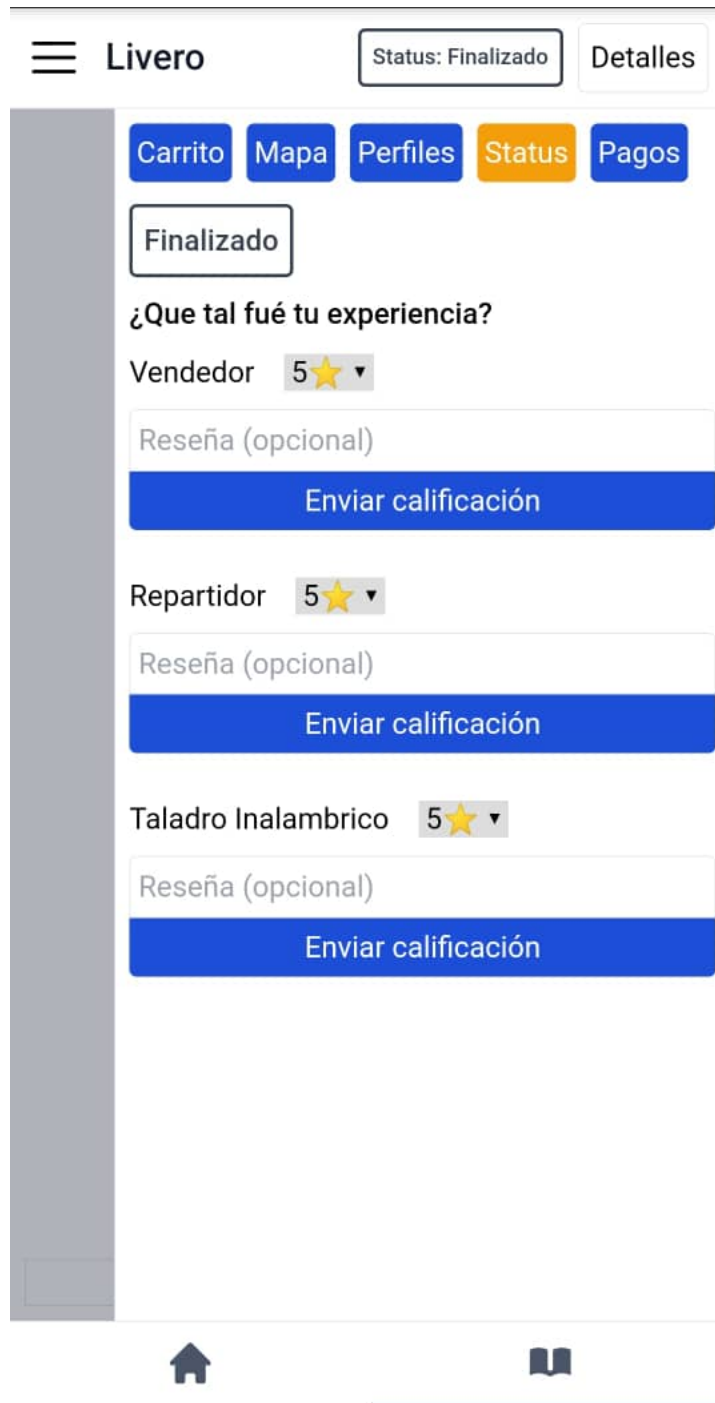 Livero Status: Finalizado Detalles
Carrito Mapa Perfiles Status Pagos
Finalizado
¿Que tal fué tu experiencia?
Vendedor 5⭐ ▾
Reseña (opcional)
Enviar calificación
Repartidor 5⭐ ▾
Reseña (opcional)
Enviar calificación
Taladro Inalambrico 5⭐ ▾
Reseña (opcional)
Enviar calificación